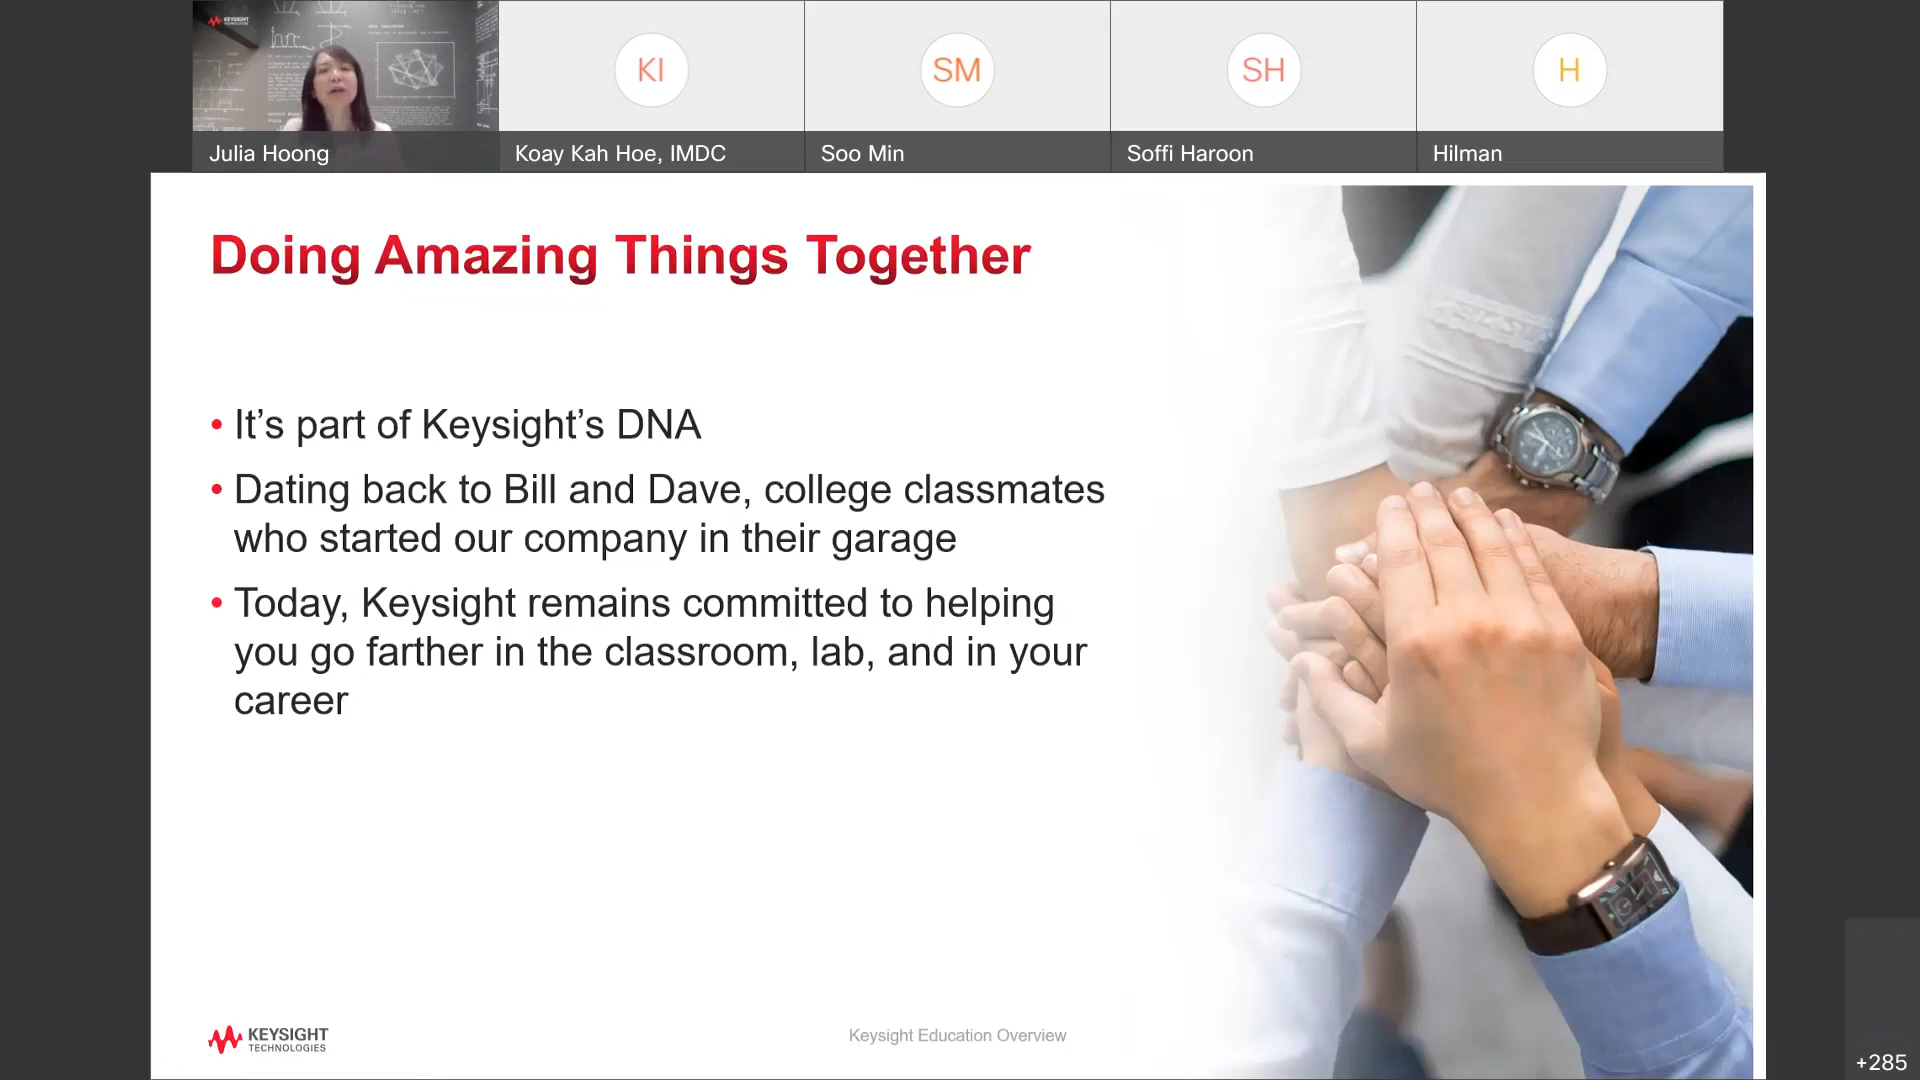 KEYSIGHT
TECHNOLOGIES
KI
SM
SH
H
Julia Hoong
Koay Kah Hoe, IMDC
Soo Min
Soffi Haroon
Hilman
Doing Amazing Things Together
• It’s part of Keysight’s DNA
• Dating back to Bill and Dave, college classmates
who started our company in their garage
• Today, Keysight remains committed to helping
you go farther in the classroom, lab, and in your
career
KEYSIGHT
TECHNOLOGIES
Keysight Education Overview
+285